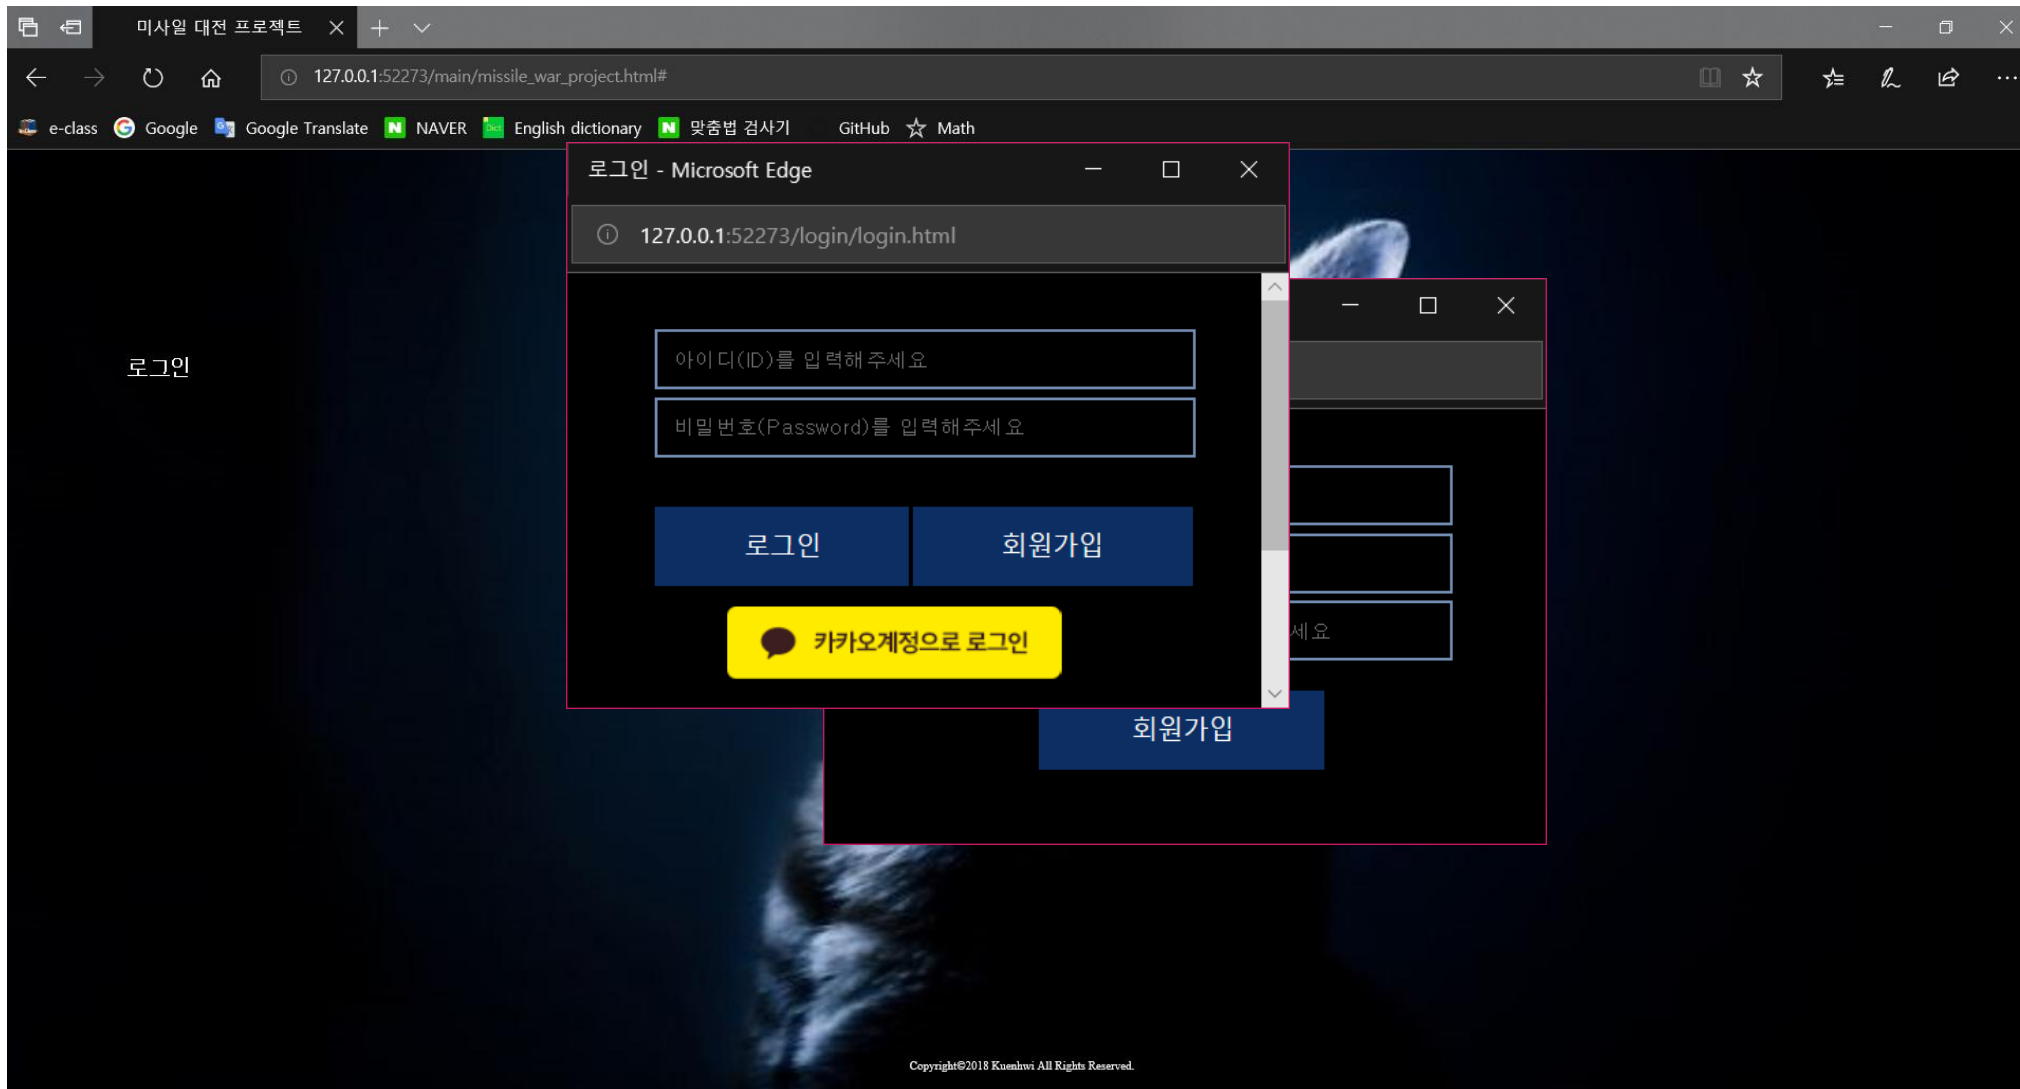 미사일 대전 프로젝트
127.0.0.1:52273/main/missile_war_project.html#
e-class Google Google Translate NAVER English dictionary 맞춤법 검사기 GitHub Math
로그인 - Microsoft Edge
127.0.0.1:52273/login/login.html
로그인
아이디(ID)를 입력해주세요
비밀번호(Password)를 입력해주세요
로그인 회원가입
카카오계정으로 로그인
세요
회원가입
Copyright©2018 Kuenhwi All Rights Reserved.